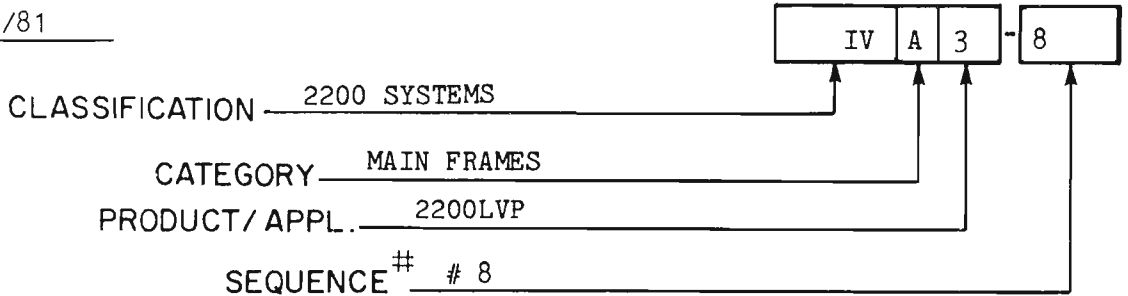 /81
IV A 3 - 8
CLASSIFICATION 2200 SYSTEMS
CATEGORY MAIN FRAMES
PRODUCT/APPL. 2200LVP
SEQUENCE# # 8